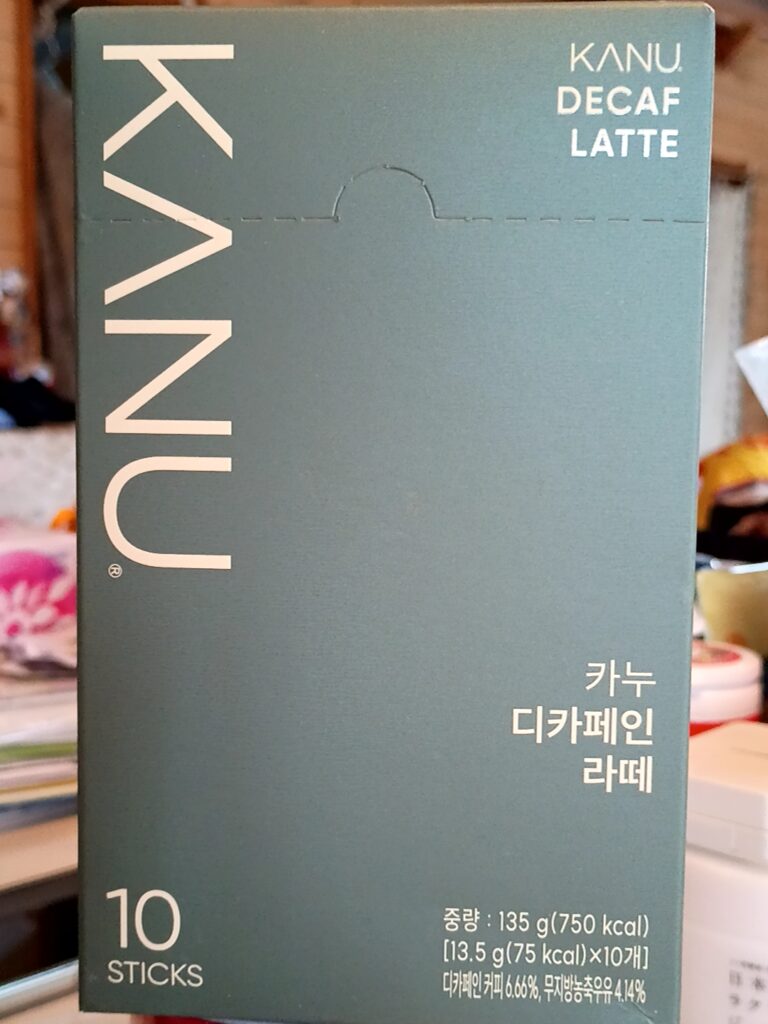 KANU®
KANU®
DECAF
LATTE
카누
디카페인
라떼
10
STICKS
중량 : 135 g(750 kcal)
[13.5 g(75 kcal)×10개]
디카페인 커피 6.66%, 무지방농축우유 4.14%